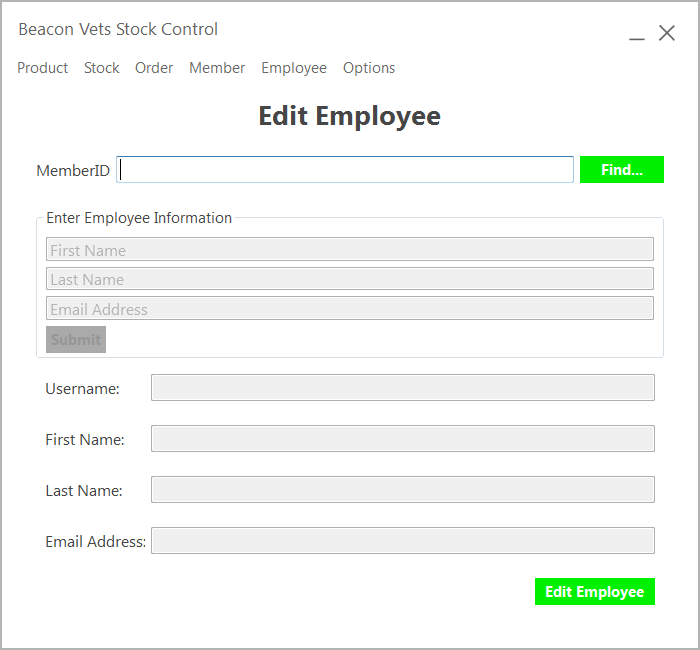 Beacon Vets Stock Control
Product Stock Order Member Employee Options
Edit Employee
MemberID Find...
Enter Employee Information
First Name
Last Name
Email Address
Submit
Username:
First Name:
Last Name:
Email Address:
Edit Employee